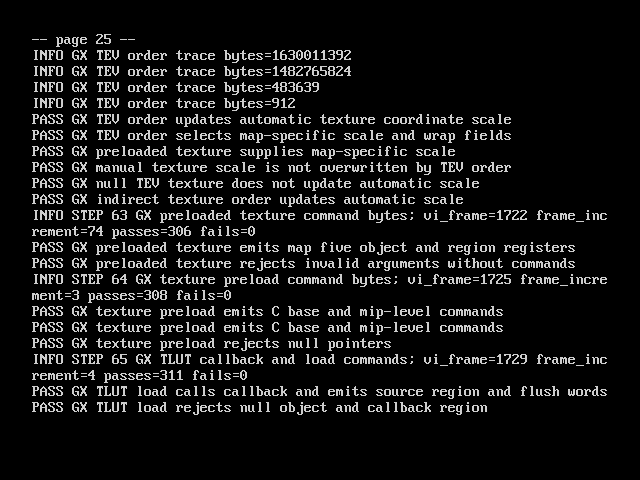 -- page 25 --
INFO GX TEV order trace bytes=1630011392
INFO GX TEV order trace bytes=1482765824
INFO GX TEV order trace bytes=483639
INFO GX TEV order trace bytes=912
PASS GX TEV order updates automatic texture coordinate scale
PASS GX TEV order selects map-specific scale and wrap fields
PASS GX preloaded texture supplies map-specific scale
PASS GX manual texture scale is not overwritten by TEV order
PASS GX null TEV texture does not update automatic scale
PASS GX indirect texture order updates automatic scale
INFO STEP 63 GX preloaded texture command bytes; vi_frame=1722 frame_inc
rement=74 passes=306 fails=0
PASS GX preloaded texture emits map five object and region registers
PASS GX preloaded texture rejects invalid arguments without commands
INFO STEP 64 GX texture preload command bytes; vi_frame=1725 frame_incre
ment=3 passes=308 fails=0
PASS GX texture preload emits C base and mip-level commands
PASS GX texture preload emits C base and mip-level commands
PASS GX texture preload rejects null pointers
INFO STEP 65 GX TLUT callback and load commands; vi_frame=1729 frame_inc
rement=4 passes=311 fails=0
PASS GX TLUT load calls callback and emits source region and flush words
PASS GX TLUT load rejects null object and callback region